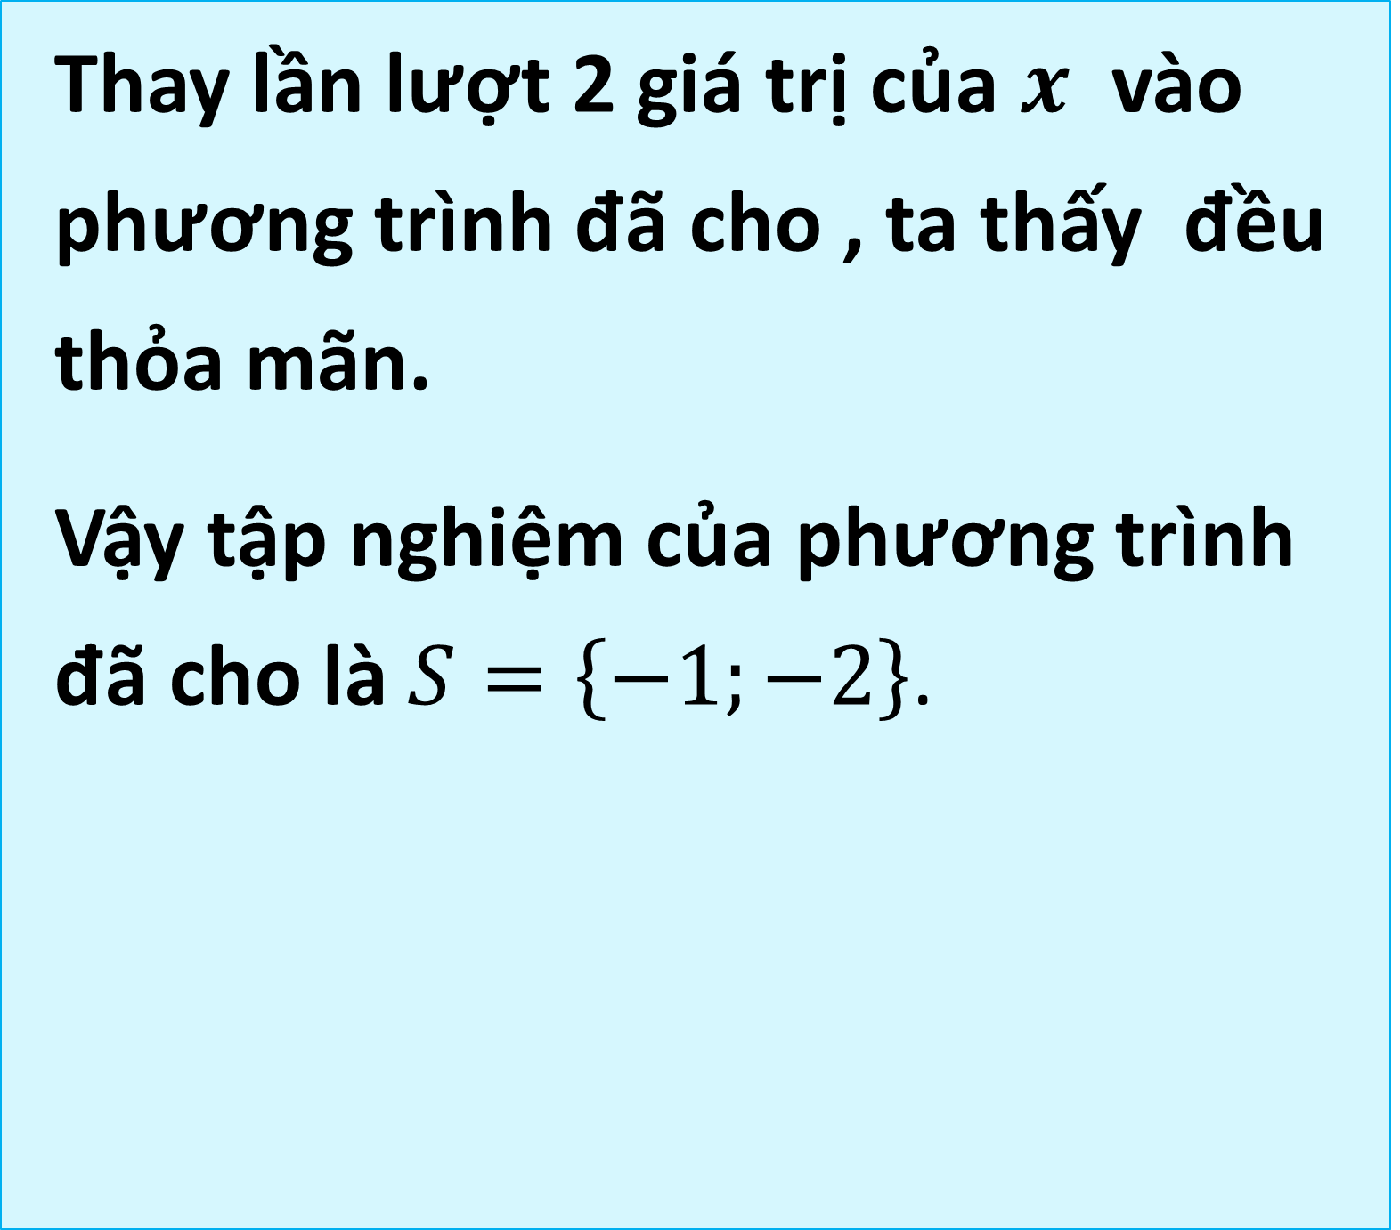 Thay lần lượt 2 giá trị của x vào
phương trình đã cho , ta thấy đều
thỏa mãn.
Vậy tập nghiệm của phương trình
đã cho là S = {−1; −2}.